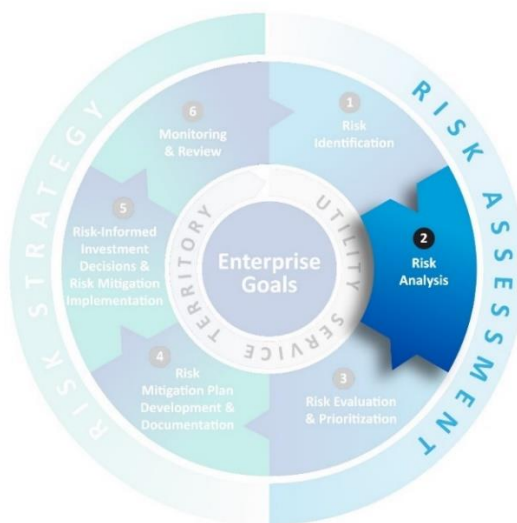 RISK STRATEGY
RISK ASSESSMENT
6
Monitoring
& Review
1
Risk
Identification
5
Risk-Informed
Investment
Decisions &
Risk Mitigation
Implementation
UTILITY SERVICE TERRITORY
Enterprise
Goals
2
Risk
Analysis
4
Risk
Mitigation Plan
Development &
Documentation
3
Risk Evaluation
& Prioritization